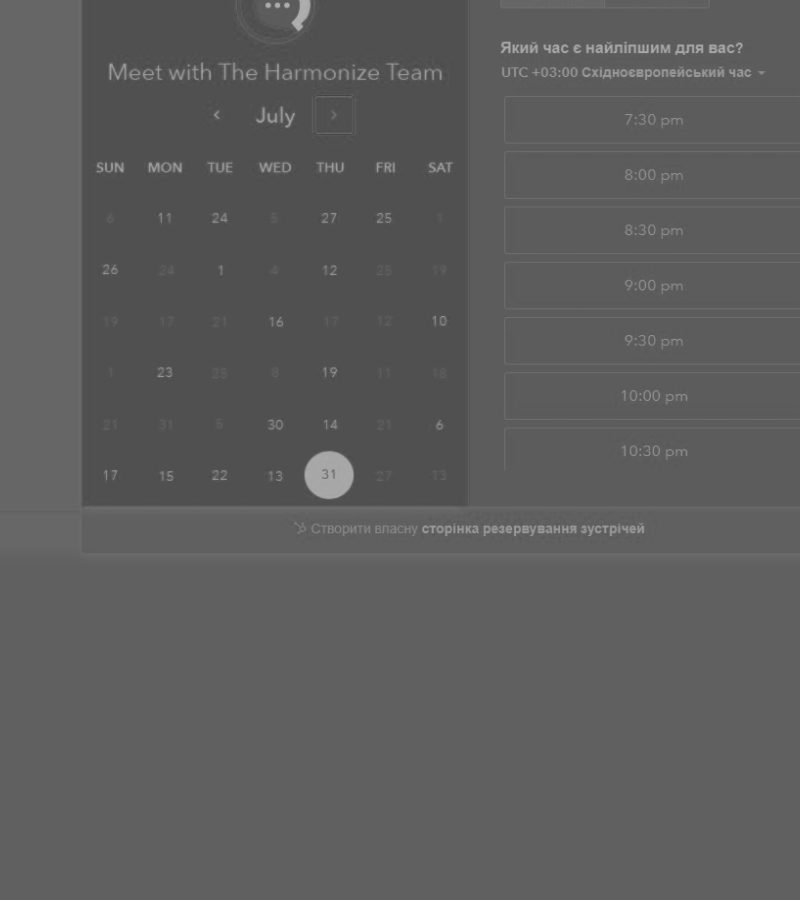 Meet with The Harmonize Team
July
SUN MON TUE WED THU FRI SAT
6 11 24 5 27 25 1
26 24 1 4 12 25 19
19 17 21 16 17 12 10
1 23 25 8 19 11 18
21 31 5 30 14 21 6
17 15 22 13 31 27 13
Який час є найліпшим для вас?
UTC +03:00 Східноєвропейський час
7:30 pm
8:00 pm
8:30 pm
9:00 pm
9:30 pm
10:00 pm
10:30 pm
Створити власну сторінка резервування зустрічей